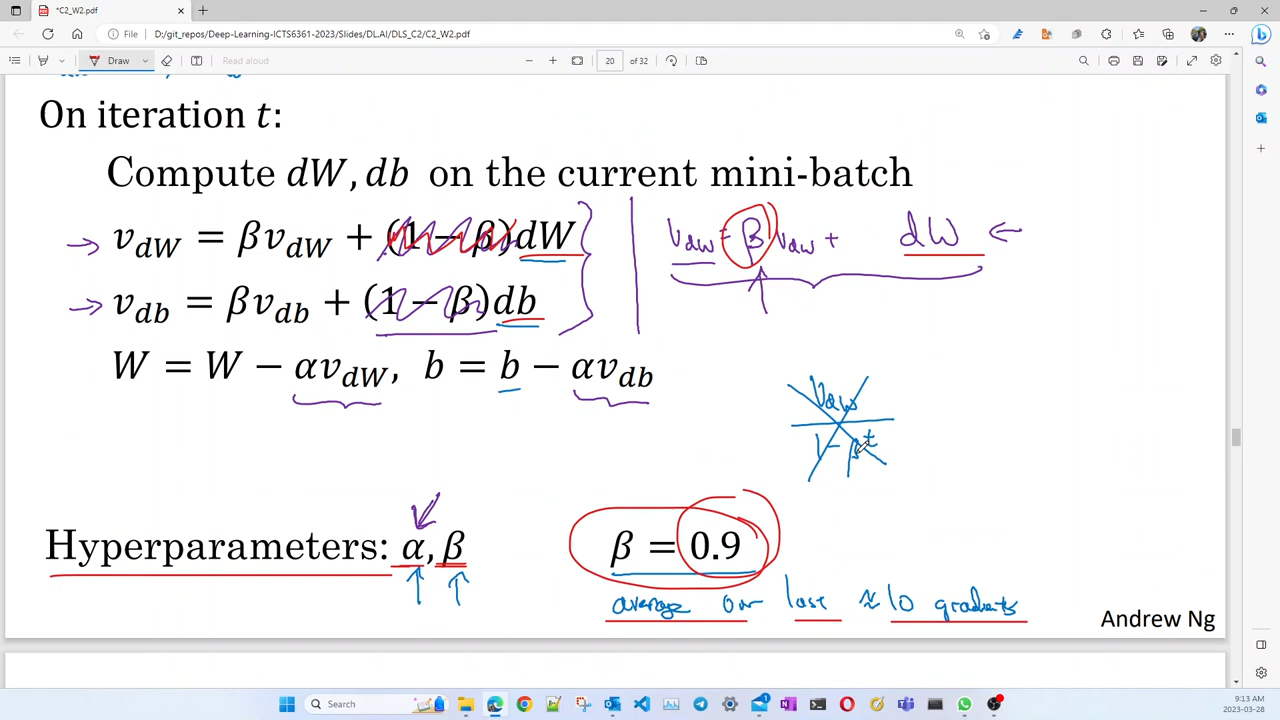 *C2_W2.pdf
File D:/git_repos/Deep-Learning-ICTS6361-2023/Slides/DL.AI/DLS_C2/C2_W2.pdf
Draw Read aloud 20 of 32
On iteration t:
Compute dW, db on the current mini-batch
→ v_dW = βv_dW + (1 − β)dW
v_dw = β v_dw + dW ←
→ v_db = βv_db + (1 − β)db
W = W − αv_dW, b = b − αv_db
v_dw
1 − β^t
Hyperparameters: α, β β = 0.9
average over last ≈ 10 gradients
Andrew Ng
Search
9:13 AM
2023-03-28